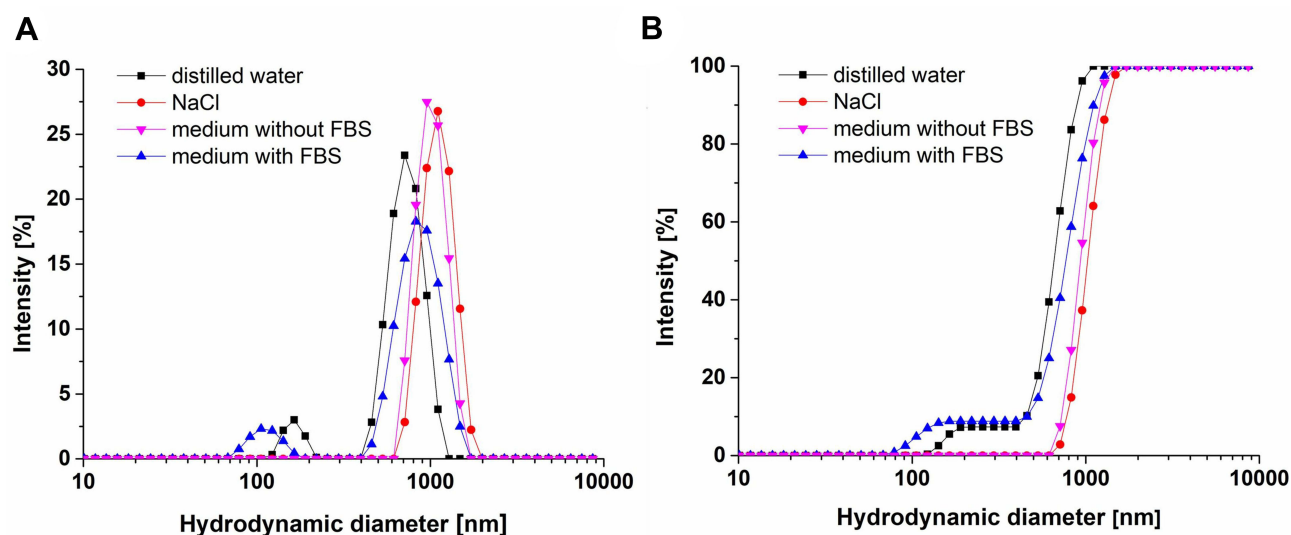 A
30
25
20
15
10
5
0
Intensity [%]
distilled water
NaCl
medium without FBS
medium with FBS
10
100
1000
10000
Hydrodynamic diameter [nm]
B
100
80
60
40
20
0
Intensity [%]
distilled water
NaCl
medium without FBS
medium with FBS
10
100
1000
10000
Hydrodynamic diameter [nm]